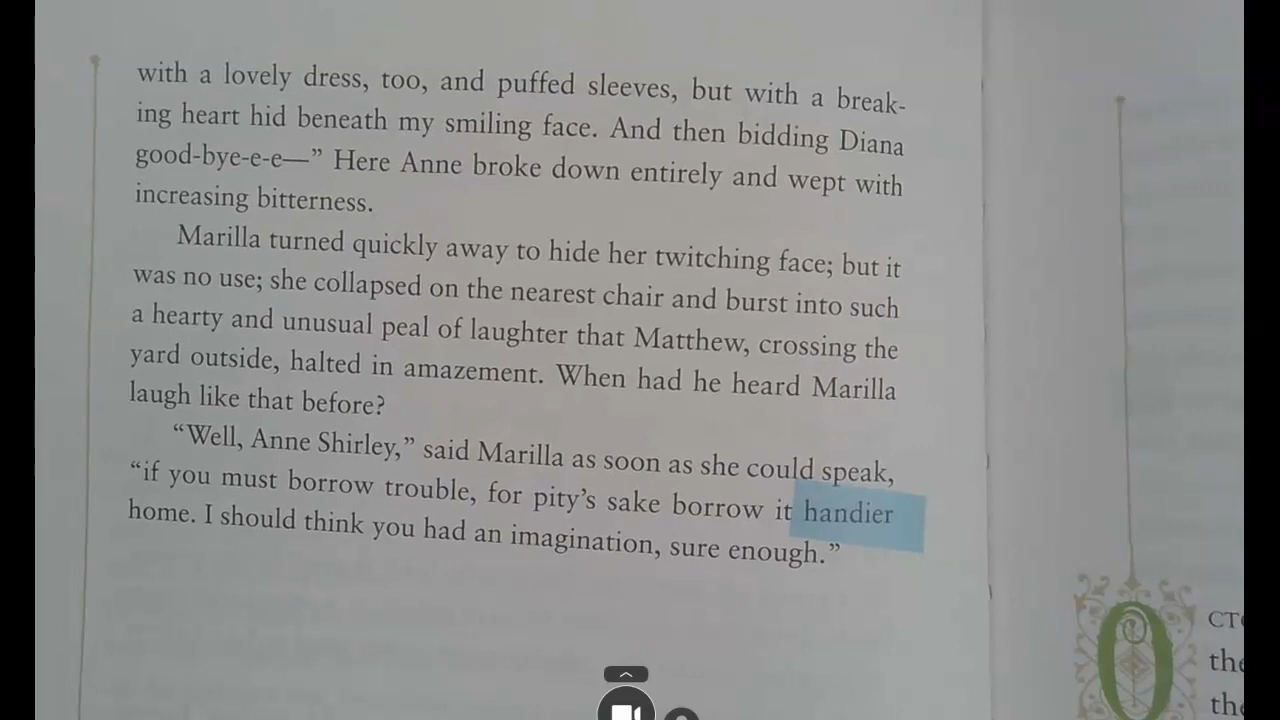 with a lovely dress, too, and puffed sleeves, but with a break-
ing heart hid beneath my smiling face. And then bidding Diana
good-bye-e-e—” Here Anne broke down entirely and wept with
increasing bitterness.
Marilla turned quickly away to hide her twitching face; but it
was no use; she collapsed on the nearest chair and burst into such
a hearty and unusual peal of laughter that Matthew, crossing the
yard outside, halted in amazement. When had he heard Marilla
laugh like that before?
“Well, Anne Shirley,” said Marilla as soon as she could speak,
“if you must borrow trouble, for pity’s sake borrow it handier
home. I should think you had an imagination, sure enough.”
O
the
the